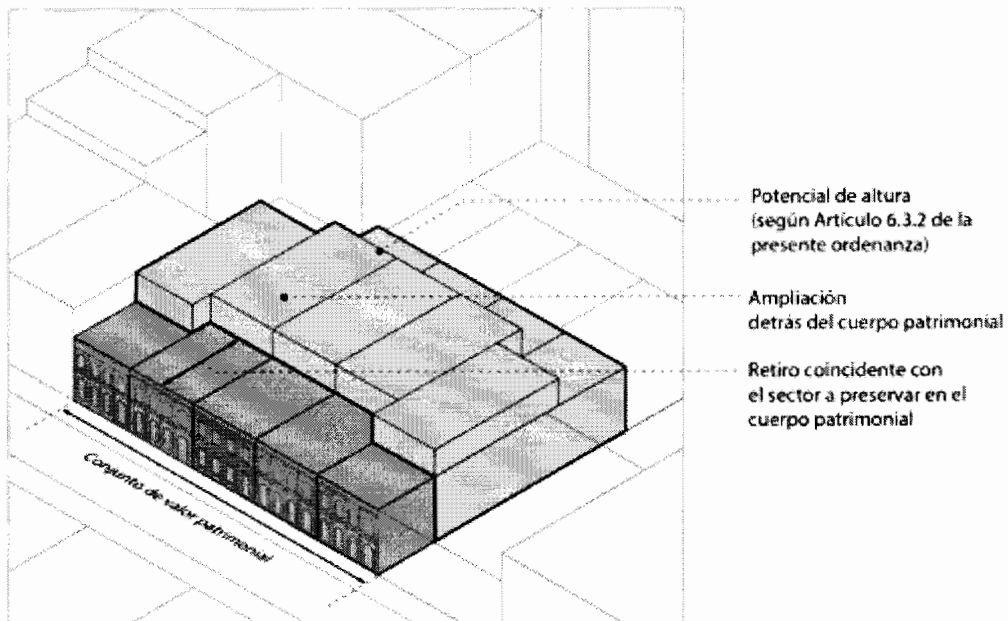 Potencial de altura
(según Artículo 6.3.2 de la
presente ordenanza)
Ampliación
detrás del cuerpo patrimonial
Retiro coincidente con
el sector a preservar en el
cuerpo patrimonial
Conjunto de valor patrimonial